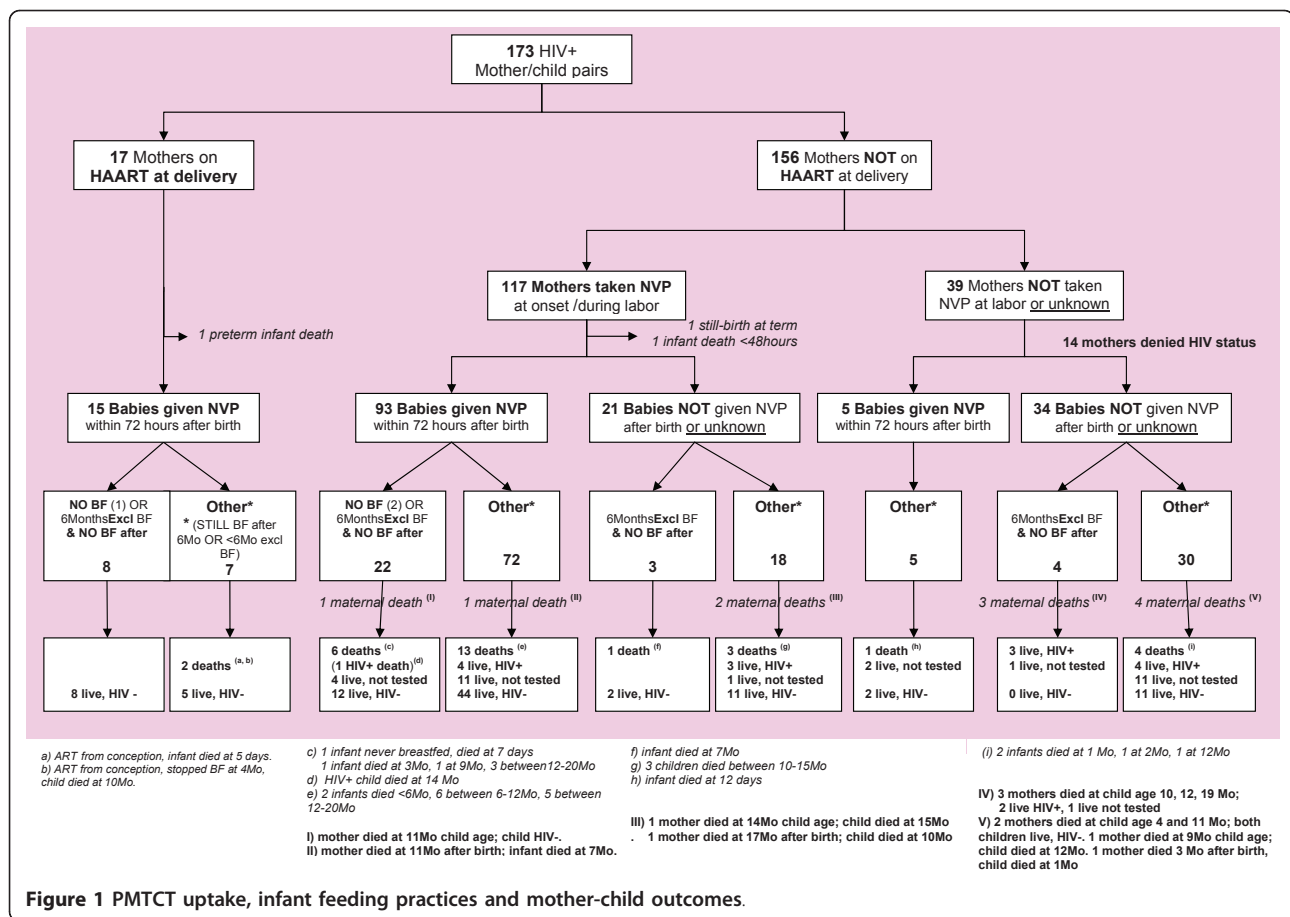 173 HIV+
Mother/child pairs
17 Mothers on
HAART at delivery
156 Mothers NOT on
HAART at delivery
117 Mothers taken NVP
at onset /during labor
39 Mothers NOT taken
NVP at labor or unknown
1 preterm infant death
1 still-birth at term
1 infant death <48hours
14 mothers denied HIV status
15 Babies given NVP
within 72 hours after birth
93 Babies given NVP
within 72 hours after birth
21 Babies NOT given NVP
after birth or unknown
5 Babies given NVP
within 72 hours after birth
34 Babies NOT given NVP
after birth or unknown
NO BF (1) OR
6MonthsExcl BF
& NO BF after
8
Other*
* (STILL BF after
6Mo OR <6Mo excl
BF)
7
NO BF (2) OR
6MonthsExcl BF
& NO BF after
22
Other*
72
6MonthsExcl BF
& NO BF after
3
Other*
18
Other*
5
6MonthsExcl BF
& NO BF after
4
Other*
30
1 maternal death (I)
1 maternal death (II)
2 maternal deaths (III)
3 maternal deaths (IV)
4 maternal deaths (V)
8 live, HIV -
2 deaths (a, b)
5 live, HIV-
6 deaths (c)
(1 HIV+ death)(d)
4 live, not tested
12 live, HIV-
13 deaths (e)
4 live, HIV+
11 live, not tested
44 live, HIV-
1 death (f)
2 live, HIV-
3 deaths (g)
3 live, HIV+
1 live, not tested
11 live, HIV-
1 death (h)
2 live, not tested
2 live, HIV-
3 live, HIV+
1 live, not tested
0 live, HIV-
4 deaths (i)
4 live, HIV+
11 live, not tested
11 live, HIV-
a) ART from conception, infant died at 5 days.
b) ART from conception, stopped BF at 4Mo,
child died at 10Mo.
c) 1 infant never breastfed, died at 7 days
1 infant died at 3Mo, 1 at 9Mo, 3 between12-20Mo
d) HIV+ child died at 14 Mo
e) 2 infants died <6Mo, 6 between 6-12Mo, 5 between
12-20Mo
I) mother died at 11Mo child age; child HIV-.
II) mother died at 11Mo after birth; infant died at 7Mo.
f) infant died at 7Mo
g) 3 children died between 10-15Mo
h) infant died at 12 days
III) 1 mother died at 14Mo child age; child died at 15Mo
. 1 mother died at 17Mo after birth; child died at 10Mo
(i) 2 infants died at 1 Mo, 1 at 2Mo, 1 at 12Mo
IV) 3 mothers died at child age 10, 12, 19 Mo;
2 live HIV+, 1 live not tested
V) 2 mothers died at child age 4 and 11 Mo; both
children live, HIV-. 1 mother died at 9Mo child age;
child died at 12Mo. 1 mother died 3 Mo after birth,
child died at 1Mo
Figure 1 PMTCT uptake, infant feeding practices and mother-child outcomes.